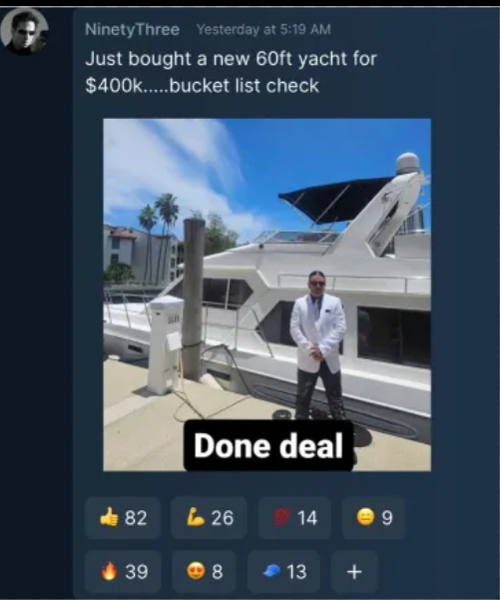 NinetyThree Yesterday at 5:19 AM
Just bought a new 60ft yacht for
$400k.....bucket list check
Done deal
82 26 14 9
39 8 13 +